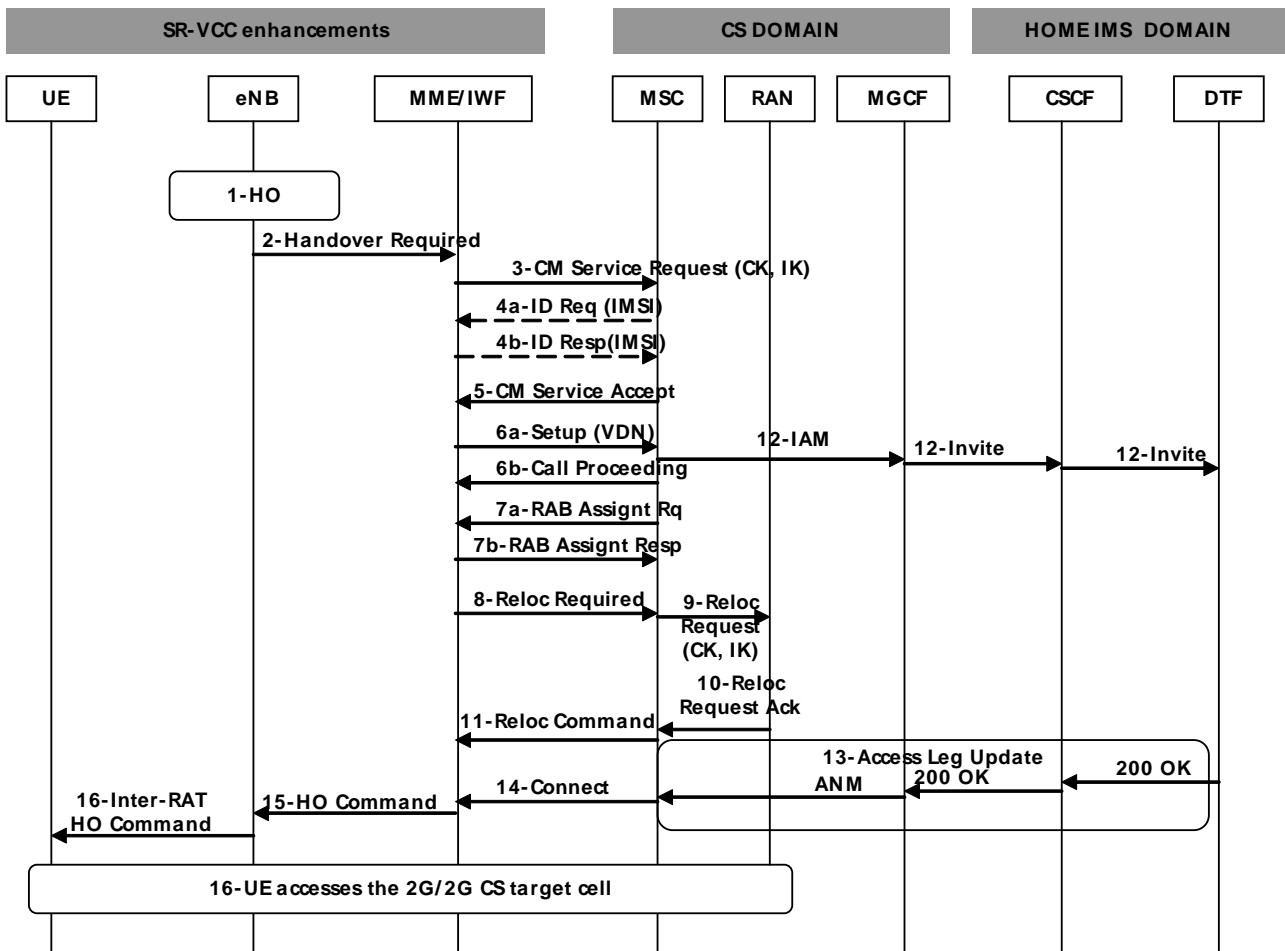 SR-VCC enhancements
CS DOMAIN
HOME IMS DOMAIN
UE
eNB
MME/IWF
MSC
RAN
MGCF
CSCF
DTF
1-HO
2-Handover Required
3-CM Service Request (CK, IK)
4a-ID Req (IMSI)
4b-ID Resp(IMSI)
5-CM Service Accept
6a-Setup (VDN)
12-IAM
12-Invite
12-Invite
6b-Call Proceeding
7a-RAB Assignt Rq
7b-RAB Assignt Resp
8-Reloc Required
9-Reloc
Request
(CK, IK)
10-Reloc
Request Ack
11-Reloc Command
13-Access Leg Update
200 OK
200 OK
ANM
14-Connect
15-HO Command
16-Inter-RAT
HO Command
16-UE accesses the 2G/2G CS target cell